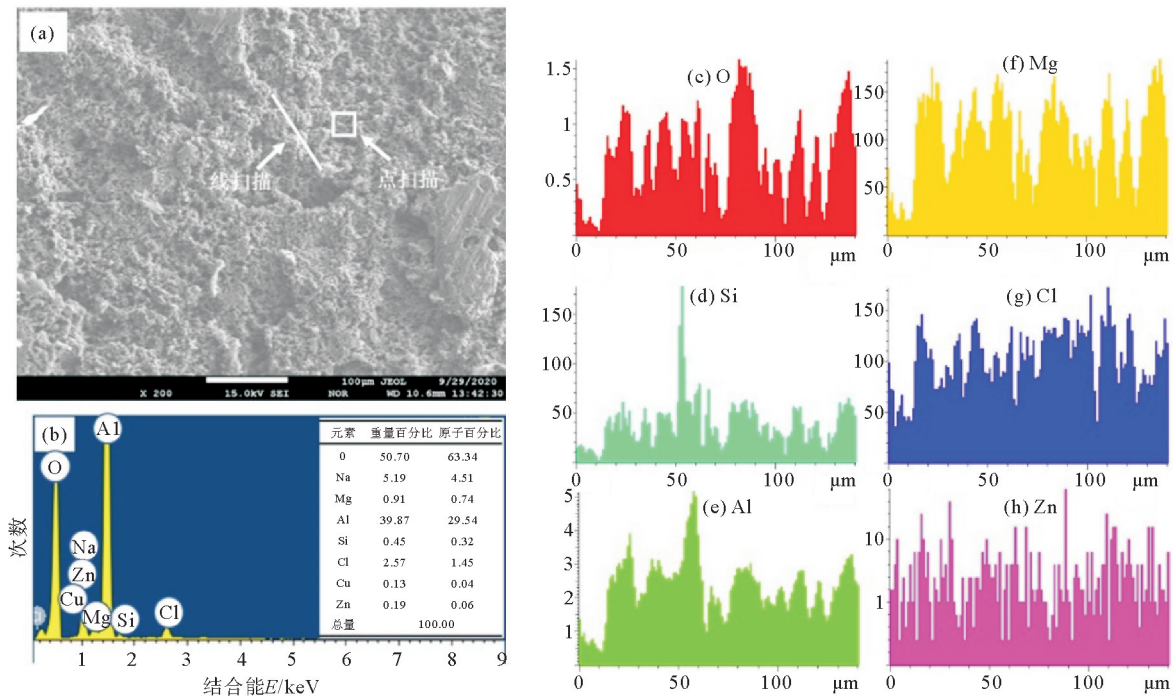 (a)
线扫描
点扫描
100μm JEOL 9/29/2020
X 200 15.0kV SEI NOR WD 10.6mm 13:42:30
(b)
O
Na
Zn
Cu
Mg
Al
Si
Cl
次数
1 2 3 4 5 6 7 8 9
结合能E/keV
元素 重量百分比 原子百分比
O 50.70 63.34
Na 5.19 4.51
Mg 0.91 0.74
Al 39.87 29.54
Si 0.45 0.32
Cl 2.57 1.45
Cu 0.13 0.04
Zn 0.19 0.06
总量 100.00
(c) O
1.5
1
0.5
0 50 100 μm
(f) Mg
150
100
50
0 50 100 μm
(d) Si
150
100
50
0 50 100 μm
(g) Cl
150
100
50
0 50 100 μm
(e) Al
5
4
3
2
1
0 50 100 μm
(h) Zn
10
1
0 50 100 μm